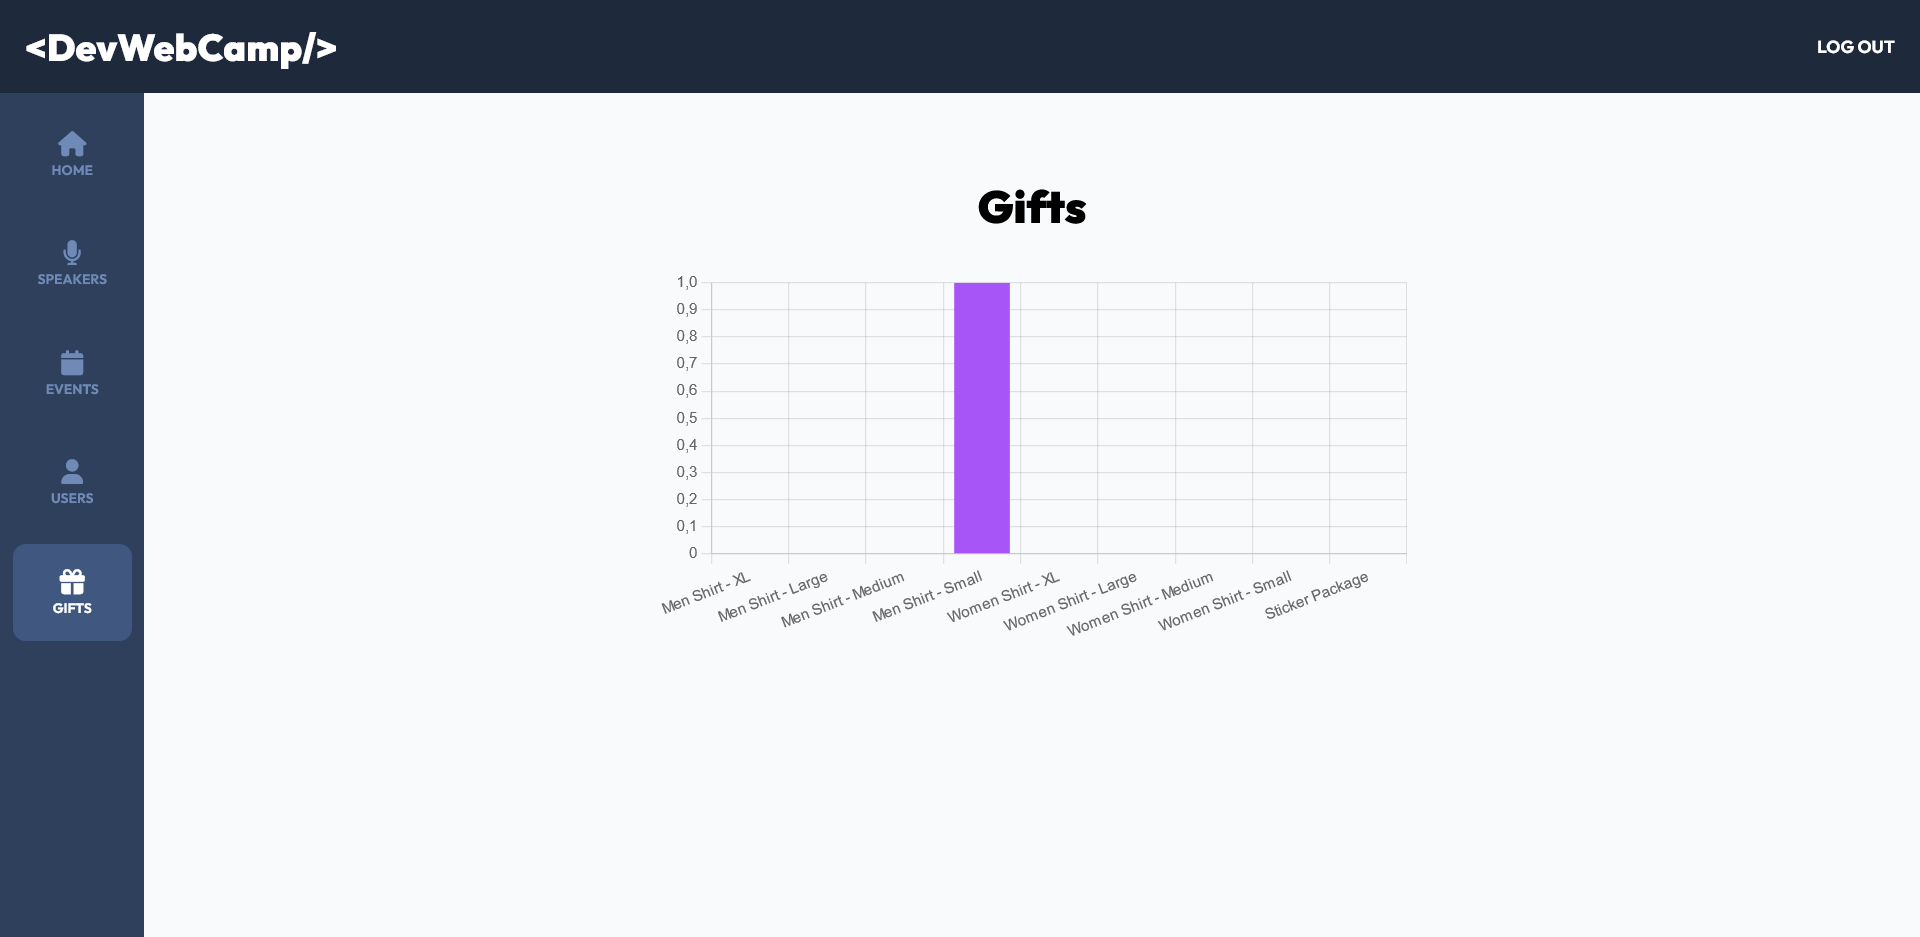 <DevWebCamp/>
LOG OUT
HOME
SPEAKERS
EVENTS
USERS
GIFTS
Gifts
1,0
0,9
0,8
0,7
0,6
0,5
0,4
0,3
0,2
0,1
0
Men Shirt - XL
Men Shirt - Large
Men Shirt - Medium
Men Shirt - Small
Women Shirt - XL
Women Shirt - Large
Women Shirt - Medium
Women Shirt - Small
Sticker Package